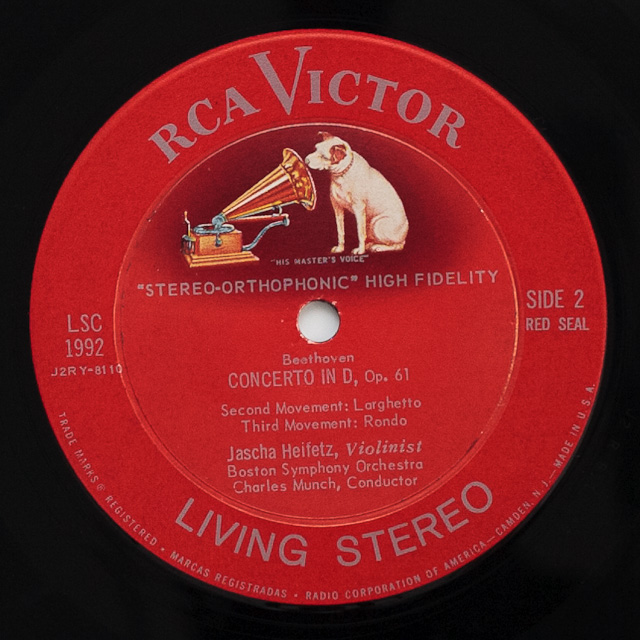 RCA VICTOR
"HIS MASTER'S VOICE"
"STEREO-ORTHOPHONIC" HIGH FIDELITY
LSC
1992
J2RY-8110
SIDE 2
RED SEAL
Beethoven
CONCERTO IN D, Op. 61
Second Movement: Larghetto
Third Movement: Rondo
Jascha Heifetz, Violinist
Boston Symphony Orchestra
Charles Munch, Conductor
LIVING STEREO
TRADE MARKS® REGISTERED • MARCAS REGISTRADAS • RADIO CORPORATION OF AMERICA—CAMDEN, N.J.—MADE IN U.S.A.